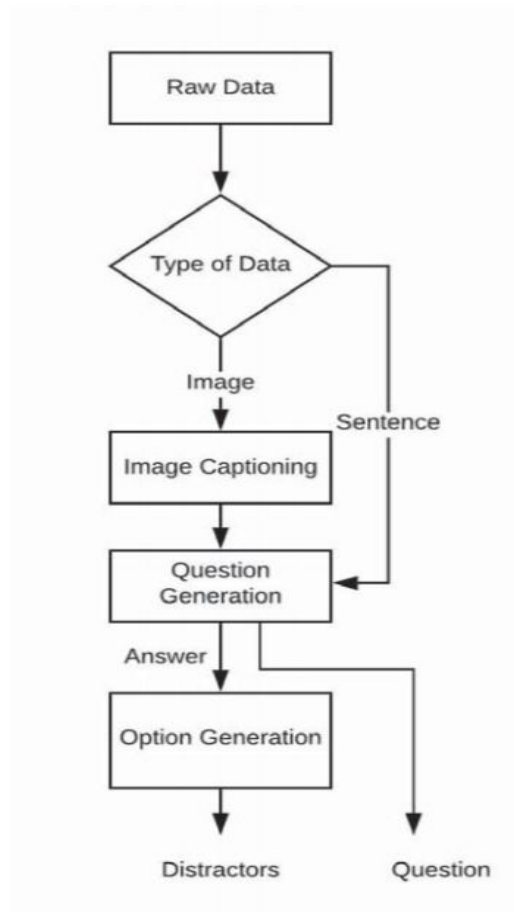 Raw Data
Type of Data
Image
Sentence
Image Captioning
Question
Generation
Answer
Option Generation
Distractors
Question